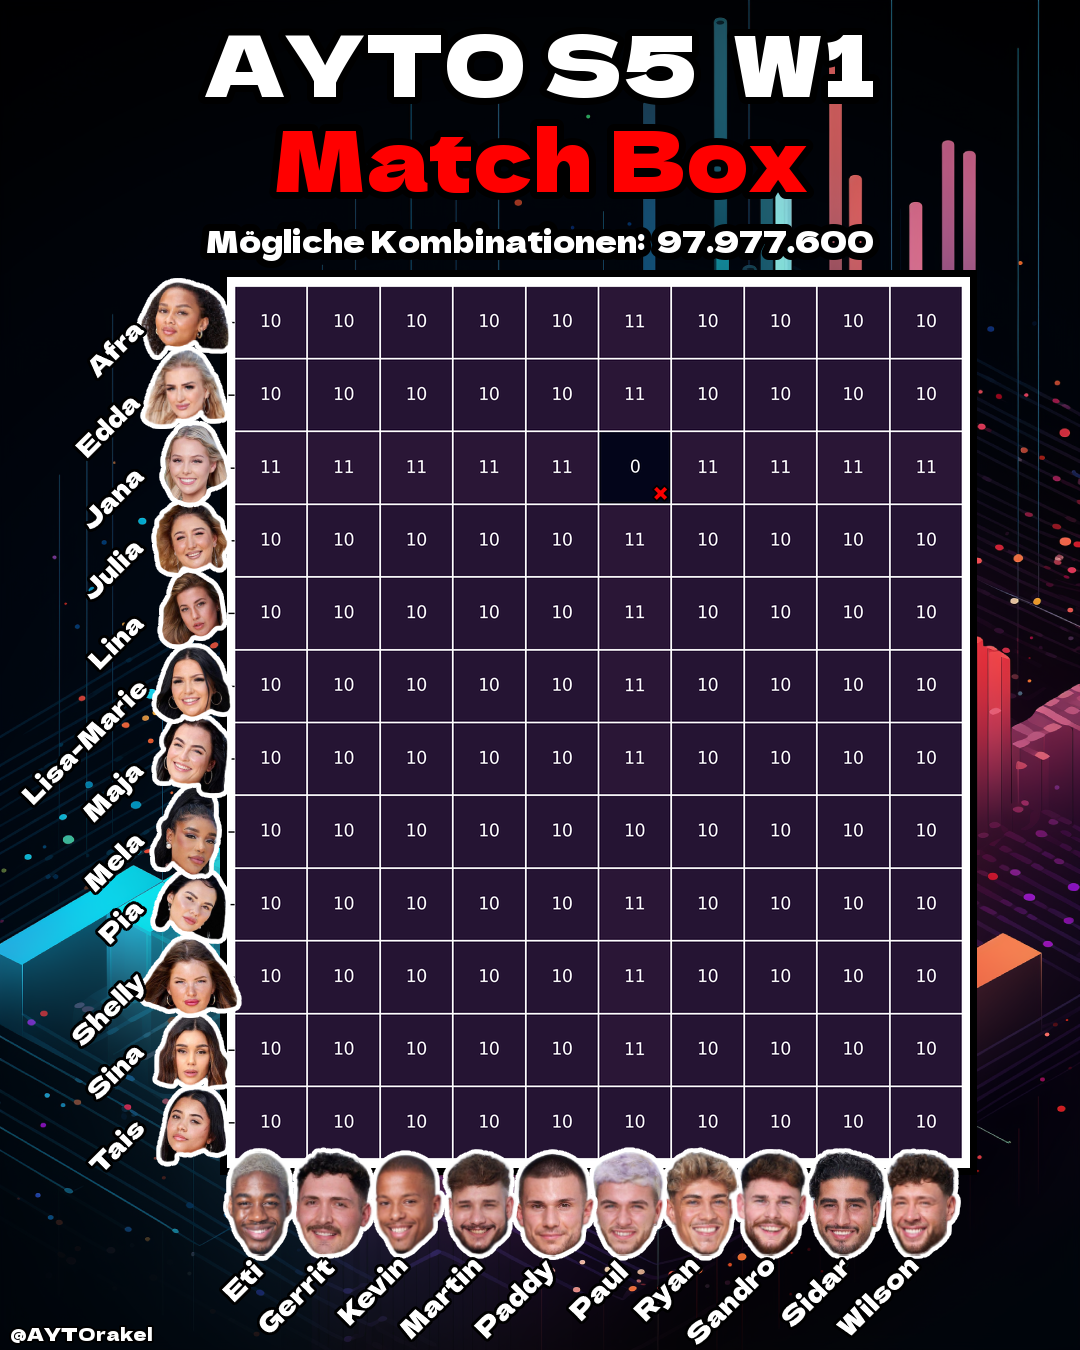 AYTO S5 W1
Match Box
Mögliche Kombinationen: 97.977.600
Afra 10 10 10 10 10 11 10 10 10 10
Edda 10 10 10 10 10 11 10 10 10 10
Jana 11 11 11 11 11 0 11 11 11 11
Julia 10 10 10 10 10 11 10 10 10 10
Lina 10 10 10 10 10 11 10 10 10 10
Lisa-Marie 10 10 10 10 10 11 10 10 10 10
Maja 10 10 10 10 10 11 10 10 10 10
Mela 10 10 10 10 10 10 10 10 10 10
Pia 10 10 10 10 10 11 10 10 10 10
Shelly 10 10 10 10 10 11 10 10 10 10
Sina 10 10 10 10 10 11 10 10 10 10
Tais 10 10 10 10 10 10 10 10 10 10
Eti Gerrit Kevin Martin Paddy Paul Ryan Sandro Sidar Wilson
@AYTOrakel